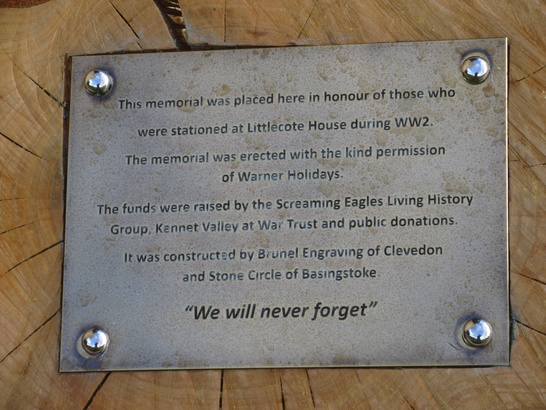 This memorial was placed here in honour of those who
were stationed at Littlecote House during WW2.
The memorial was erected with the kind permission
of Warner Holidays.
The funds were raised by the Screaming Eagles Living History
Group, Kennet Valley at War Trust and public donations.
It was constructed by Brunel Engraving of Clevedon
and Stone Circle of Basingstoke
“We will never forget”